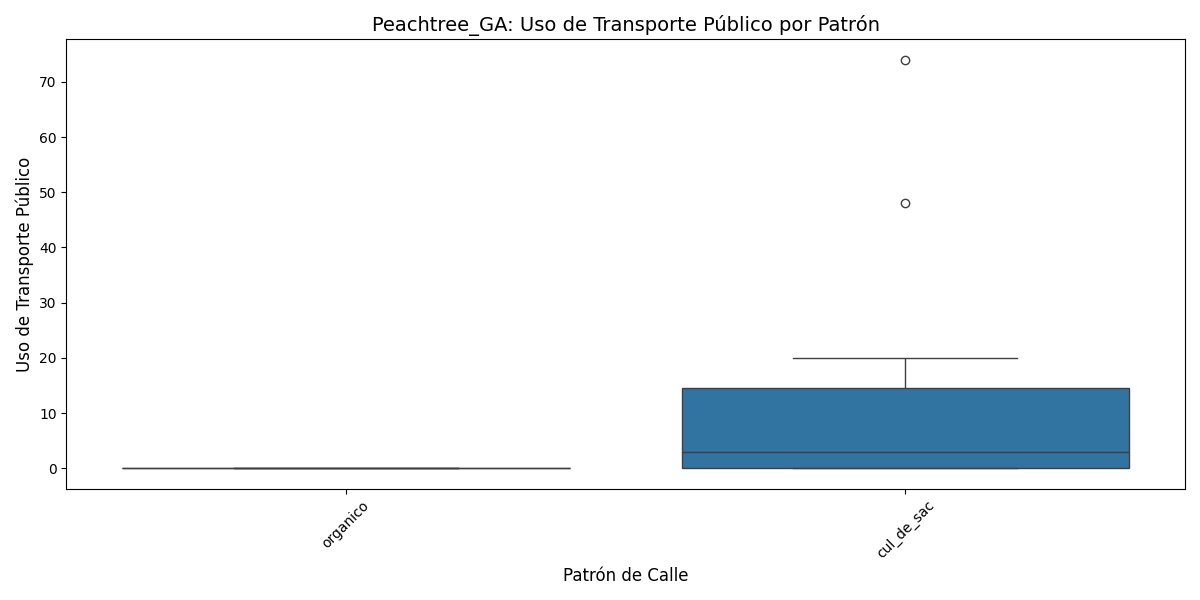 Peachtree_GA: Uso de Transporte Público por Patrón
Uso de Transporte Público
70
60
50
40
30
20
10
0
organico
cul_de_sac
Patrón de Calle